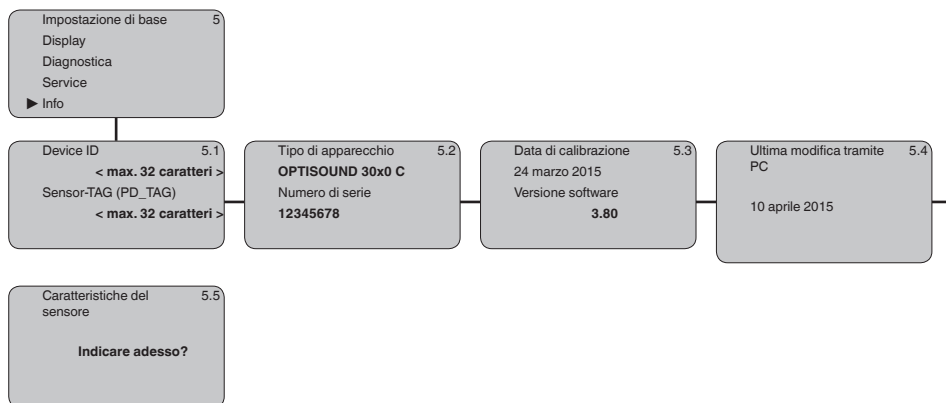 Impostazione di base 5
Display
Diagnostica
Service
▶ Info
Device ID 5.1
< max. 32 caratteri >
Sensor-TAG (PD_TAG)
< max. 32 caratteri >
Tipo di apparecchio 5.2
OPTISOUND 30x0 C
Numero di serie
12345678
Data di calibrazione 5.3
24 marzo 2015
Versione software
3.80
Ultima modifica tramite 5.4
PC
10 aprile 2015
Caratteristiche del 5.5
sensore
Indicare adesso?